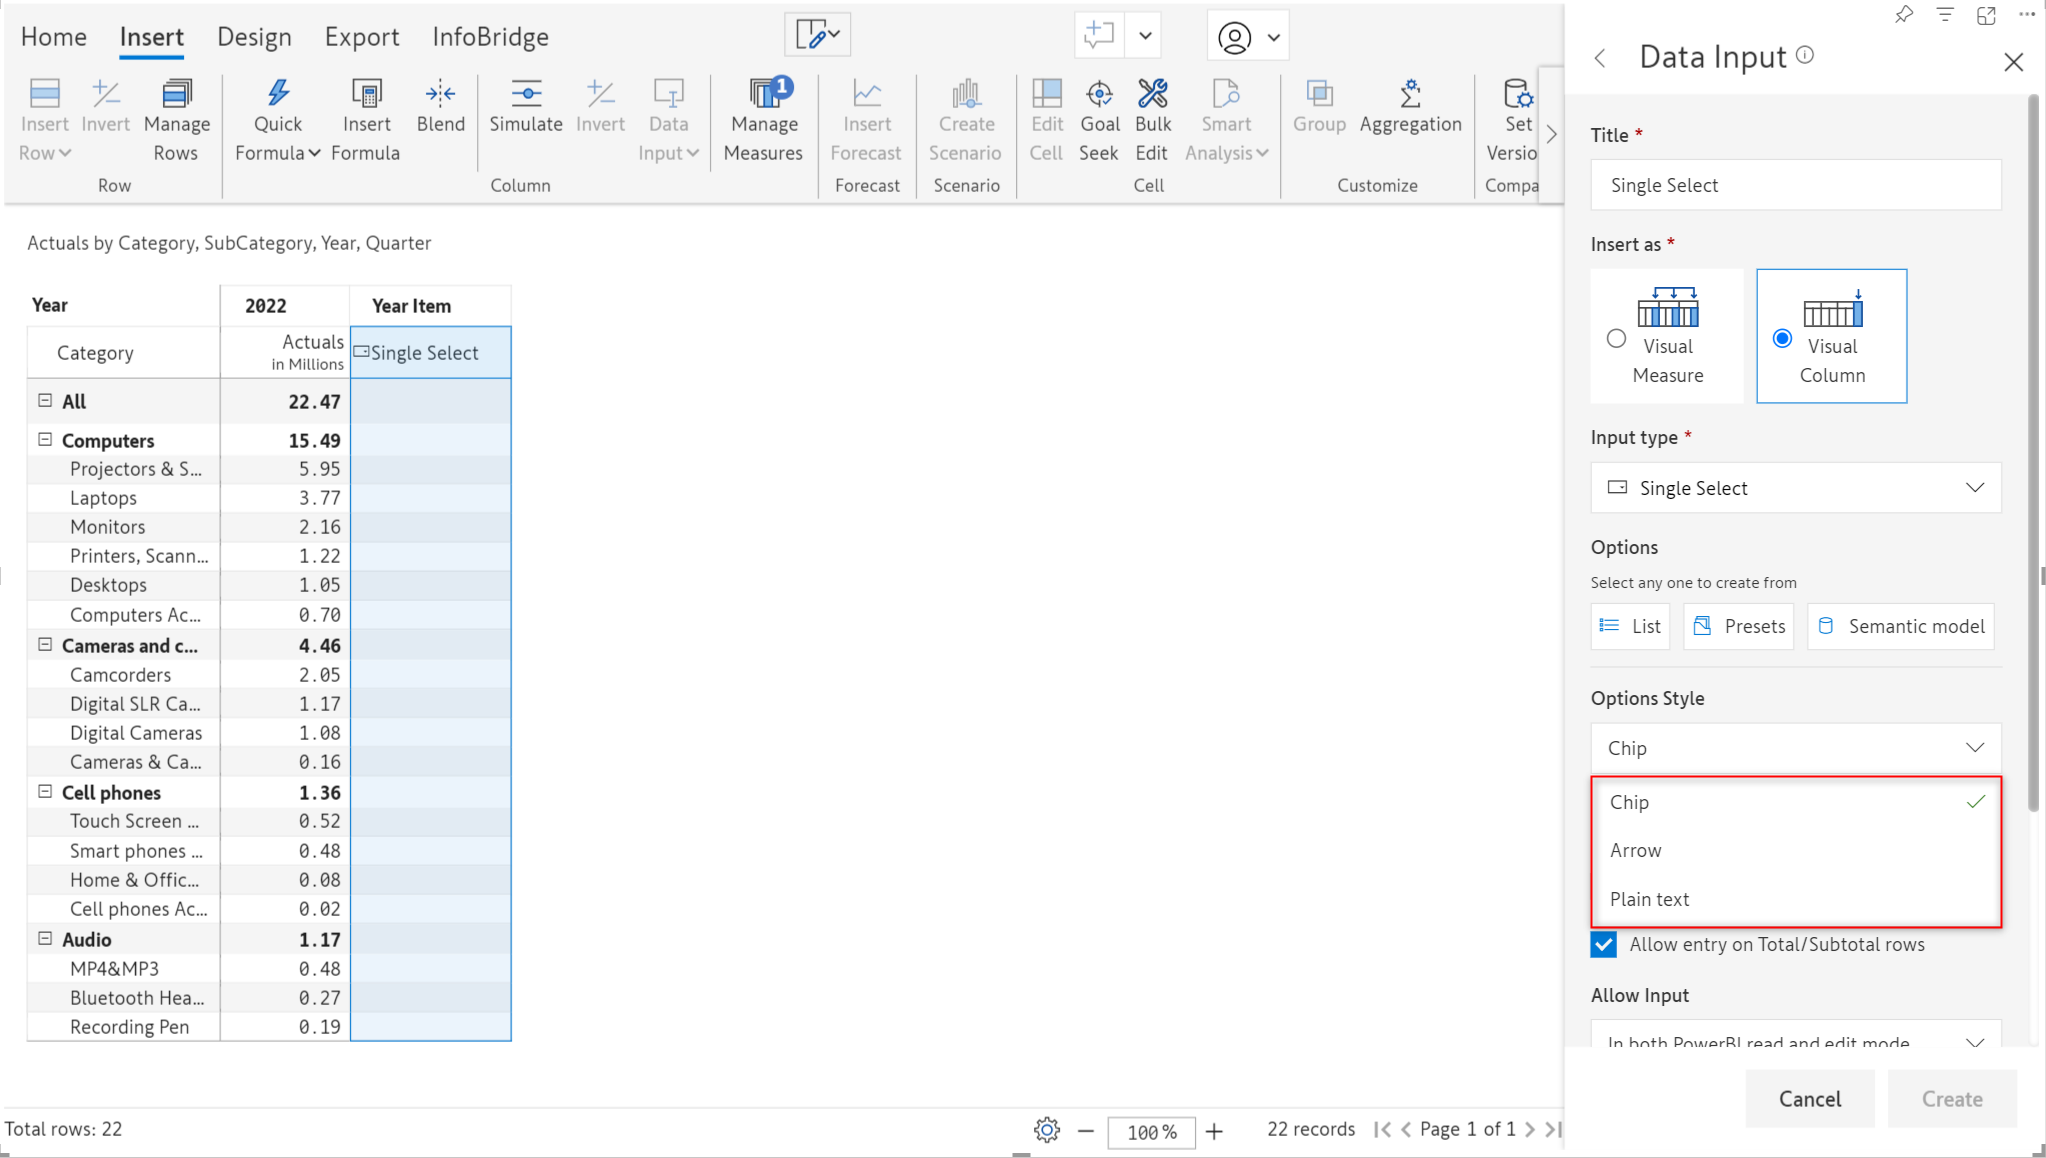 Home Insert Design Export InfoBridge
Insert Row
Invert
Manage Rows
Quick Formula
Insert Formula
Blend
Simulate
Invert
Data Input
1
Manage Measures
Insert Forecast
Create Scenario
Edit Cell
Goal Seek
Bulk Edit
Smart Analysis
Group
Aggregation
Set Versio
Row
Column
Forecast
Scenario
Cell
Customize
Compa
Actuals by Category, SubCategory, Year, Quarter
Year 2022 Year Item
Category Actuals in Millions Single Select
All 22.47
Computers 15.49
Projectors & S... 5.95
Laptops 3.77
Monitors 2.16
Printers, Scann... 1.22
Desktops 1.05
Computers Ac... 0.70
Cameras and c... 4.46
Camcorders 2.05
Digital SLR Ca... 1.17
Digital Cameras 1.08
Cameras & Ca... 0.16
Cell phones 1.36
Touch Screen ... 0.52
Smart phones ... 0.48
Home & Offic... 0.08
Cell phones Ac... 0.02
Audio 1.17
MP4&MP3 0.48
Bluetooth Hea... 0.27
Recording Pen 0.19
Total rows: 22
100 %
22 records
Page 1 of 1
Data Input
Title *
Single Select
Insert as *
Visual Measure
Visual Column
Input type *
Single Select
Options
Select any one to create from
List Presets Semantic model
Options Style
Chip
Chip
Arrow
Plain text
Allow entry on Total/Subtotal rows
Allow Input
In both PowerBI read and edit mode
Cancel Create